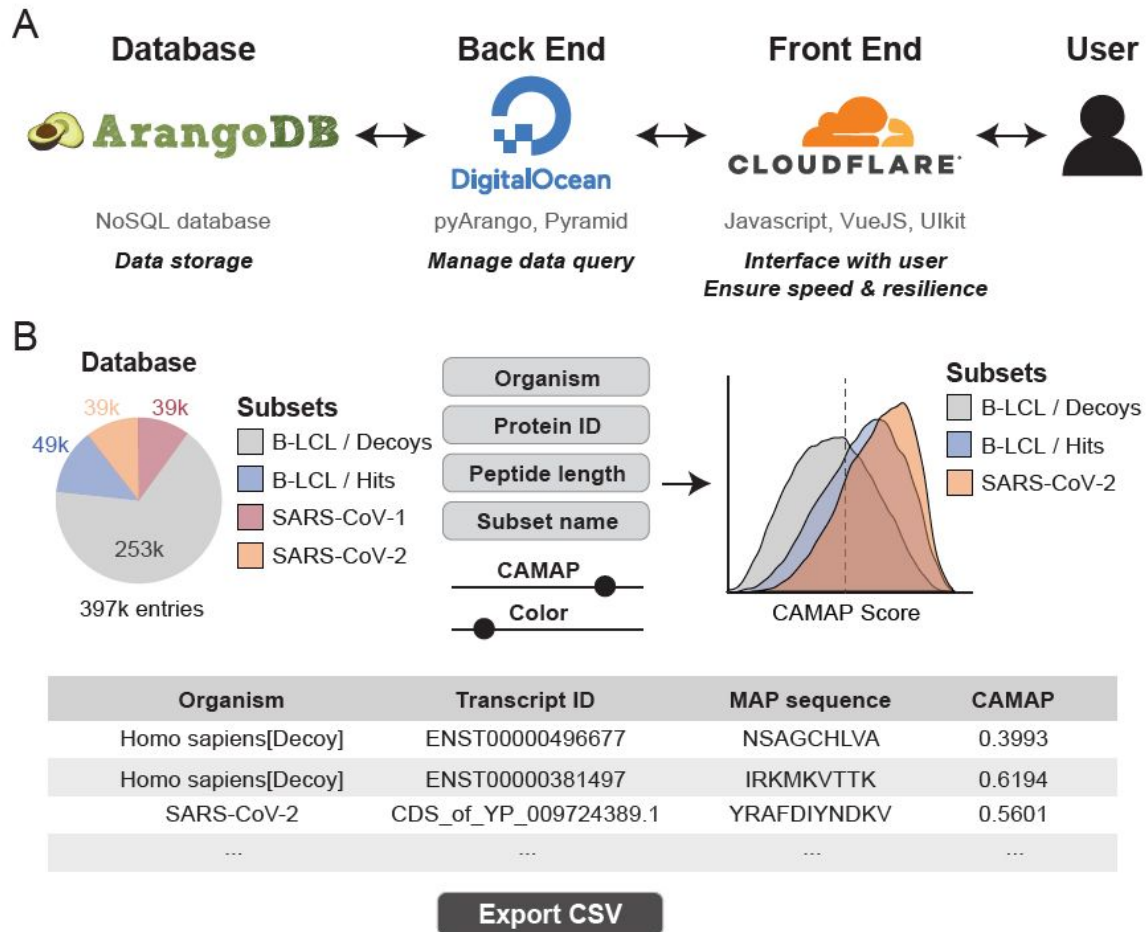 A
Database
Back End
Front End
User
ArangoDB
DigitalOcean
CLOUDFLARE
NoSQL database
pyArango, Pyramid
Javascript, VueJS, UIkit
Data storage
Manage data query
Interface with user
Ensure speed & resilience
B
Database
39k
39k
49k
253k
397k entries
Subsets
B-LCL / Decoys
B-LCL / Hits
SARS-CoV-1
SARS-CoV-2
Organism
Protein ID
Peptide length
Subset name
CAMAP
Color
CAMAP Score
Subsets
B-LCL / Decoys
B-LCL / Hits
SARS-CoV-2
Organism Transcript ID MAP sequence CAMAP
Homo sapiens[Decoy] ENST00000496677 NSAGCHLVA 0.3993
Homo sapiens[Decoy] ENST00000381497 IRKMKVTTK 0.6194
SARS-CoV-2 CDS_of_YP_009724389.1 YRAFDIYNDKV 0.5601
... ... ... ...
Export CSV